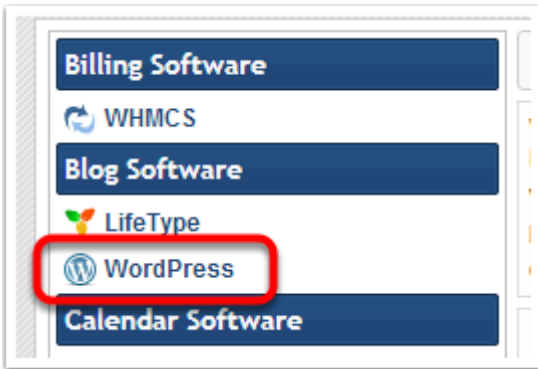 Billing Software
WHMCS
Blog Software
LifeType
WordPress
Calendar Software